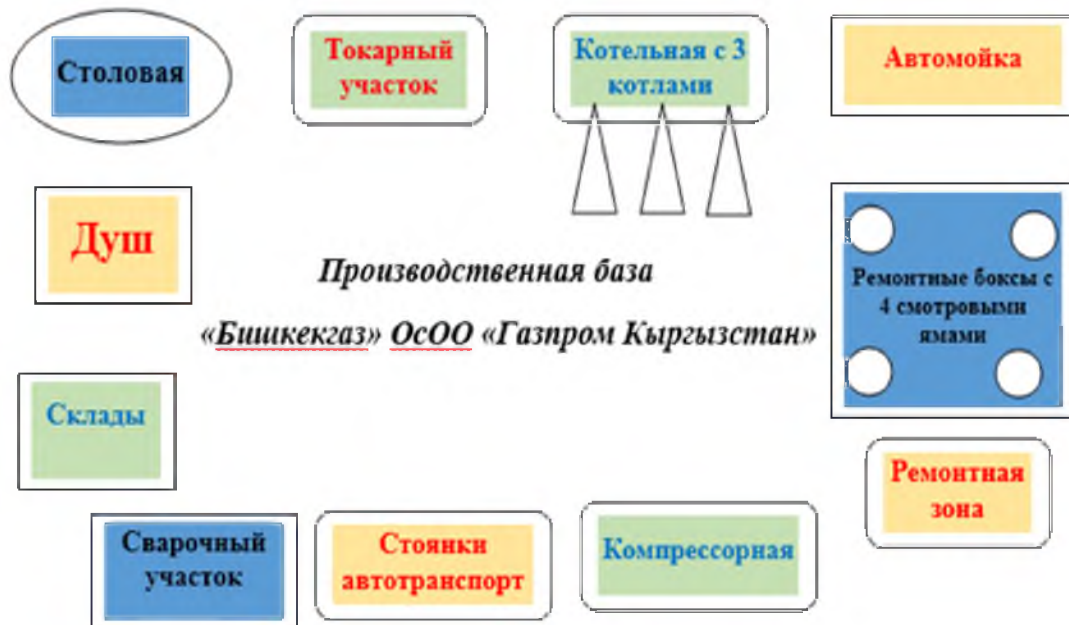 Столовая
Токарный
участок
Котельная с 3
котлами
Автомойка
Душ
Производственная база
«Бишкекгаз» ОсОО «Газпром Кыргызстан»
Ремонтные боксы с
4 смотровыми
ямами
Склады
Ремонтная
зона
Сварочный
участок
Стоянки
автотранспорт
Компрессорная